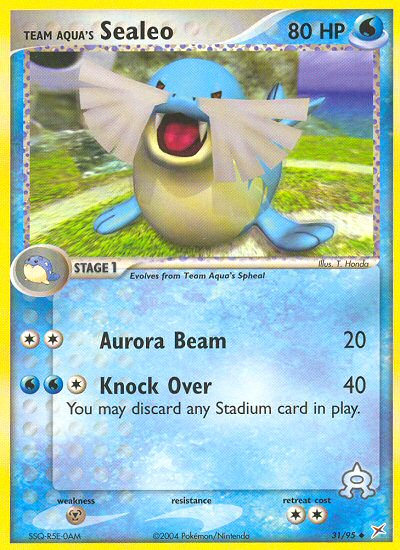 TEAM AQUA'S Sealeo 80 HP
Illus. T. Honda
STAGE 1
Evolves from Team Aqua's Spheal
Aurora Beam 20
Knock Over 40
You may discard any Stadium card in play.
weakness resistance retreat cost
SSQ-R5E-0AM ©2004 Pokémon/Nintendo 31/95